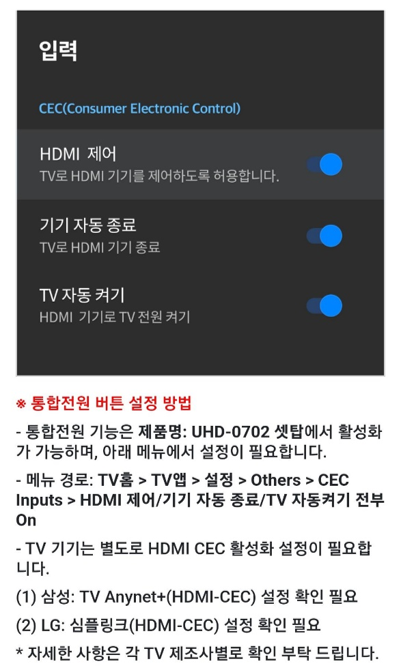 입력
CEC(Consumer Electronic Control)
HDMI 제어
TV로 HDMI 기기를 제어하도록 허용합니다.
기기 자동 종료
TV로 HDMI 기기 종료
TV 자동 켜기
HDMI 기기로 TV 전원 켜기
※ 통합전원 버튼 설정 방법
- 통합전원 기능은 제품명: UHD-0702 셋탑에서 활성화
가 가능하며, 아래 메뉴에서 설정이 필요합니다.
- 메뉴 경로: TV홈 > TV앱 > 설정 > Others > CEC
Inputs > HDMI 제어/기기 자동 종료/TV 자동켜기 전부
On
- TV 기기는 별도로 HDMI CEC 활성화 설정이 필요합
니다.
(1) 삼성: TV Anynet+(HDMI-CEC) 설정 확인 필요
(2) LG: 심플링크(HDMI-CEC) 설정 확인 필요
* 자세한 사항은 각 TV 제조사별로 확인 부탁 드립니다.